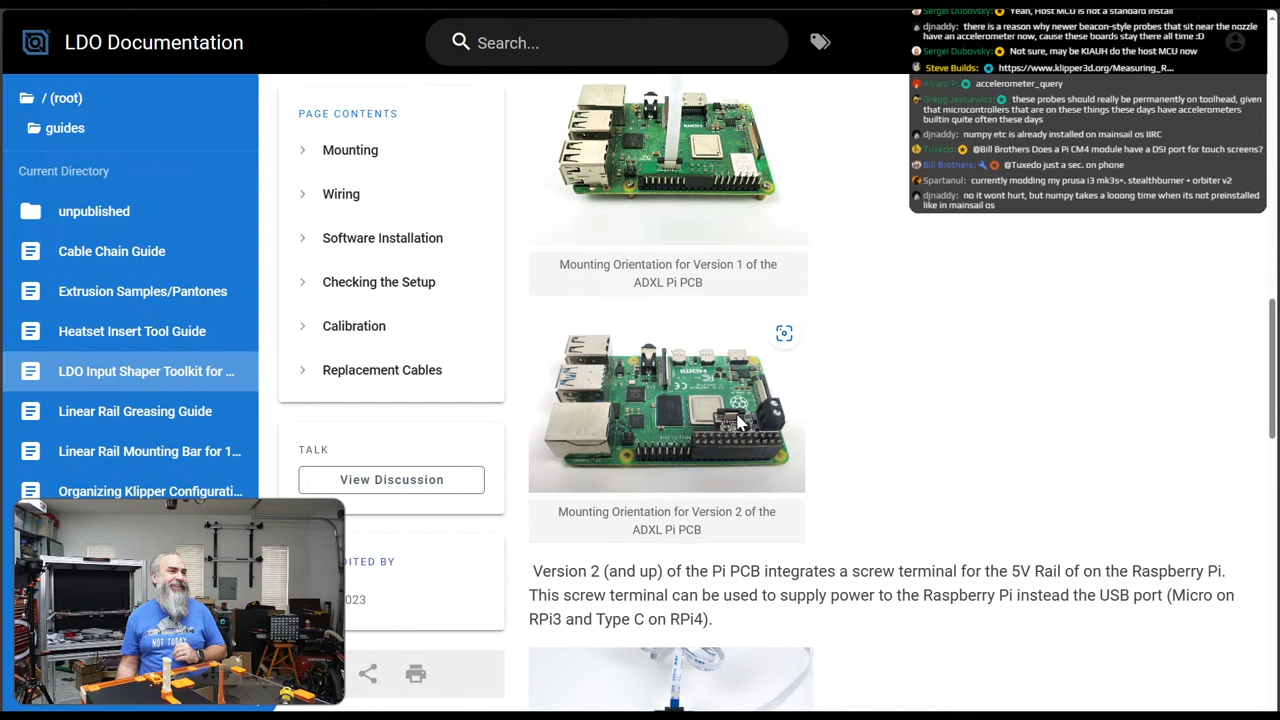 LDO Documentation
Search...
/ (root)
guides
Current Directory
unpublished
Cable Chain Guide
Extrusion Samples/Pantones
Heatset Insert Tool Guide
LDO Input Shaper Toolkit for ...
Linear Rail Greasing Guide
Linear Rail Mounting Bar for 1...
Organizing Klipper Configurati...
PAGE CONTENTS
Mounting
Wiring
Software Installation
Checking the Setup
Calibration
Replacement Cables
TALK
View Discussion
DITED BY
2023
NOT TODAY
Mounting Orientation for Version 1 of the
ADXL Pi PCB
Mounting Orientation for Version 2 of the
ADXL Pi PCB
Version 2 (and up) of the Pi PCB integrates a screw terminal for the 5V Rail of on the Raspberry Pi.
This screw terminal can be used to supply power to the Raspberry Pi instead the USB port (Micro on
RPi3 and Type C on RPi4).
Sergei Dubovsky: Yeah, Host MCU is not a standard install
djnaddy: there is a reason why newer beacon-style probes that sit near the nozzle
have an accelerometer now, cause these boards stay there all time :D
Sergei Dubovsky: Not sure, may be KIAUH do the host MCU now
Steve Builds: https://www.klipper3d.org/Measuring_R...
Alvaro P: accelerometer_query
Gregg Jaskiewicz: these probes should really be permanently on toolhead, given
that microcontrollers that are on these things these days have accelerometers
builtin quite often these days
djnaddy: numpy etc is already installed on mainsail os IIRC
Tuxedo: @Bill Brothers Does a Pi CM4 module have a DSI port for touch screens?
Bill Brothers: @Tuxedo just a sec. on phone
Spartanul: currently modding my prusa i3 mk3s+. stealthburner + orbiter v2
djnaddy: no it wont hurt, but numpy takes a looong time when its not preinstalled
like in mainsail os